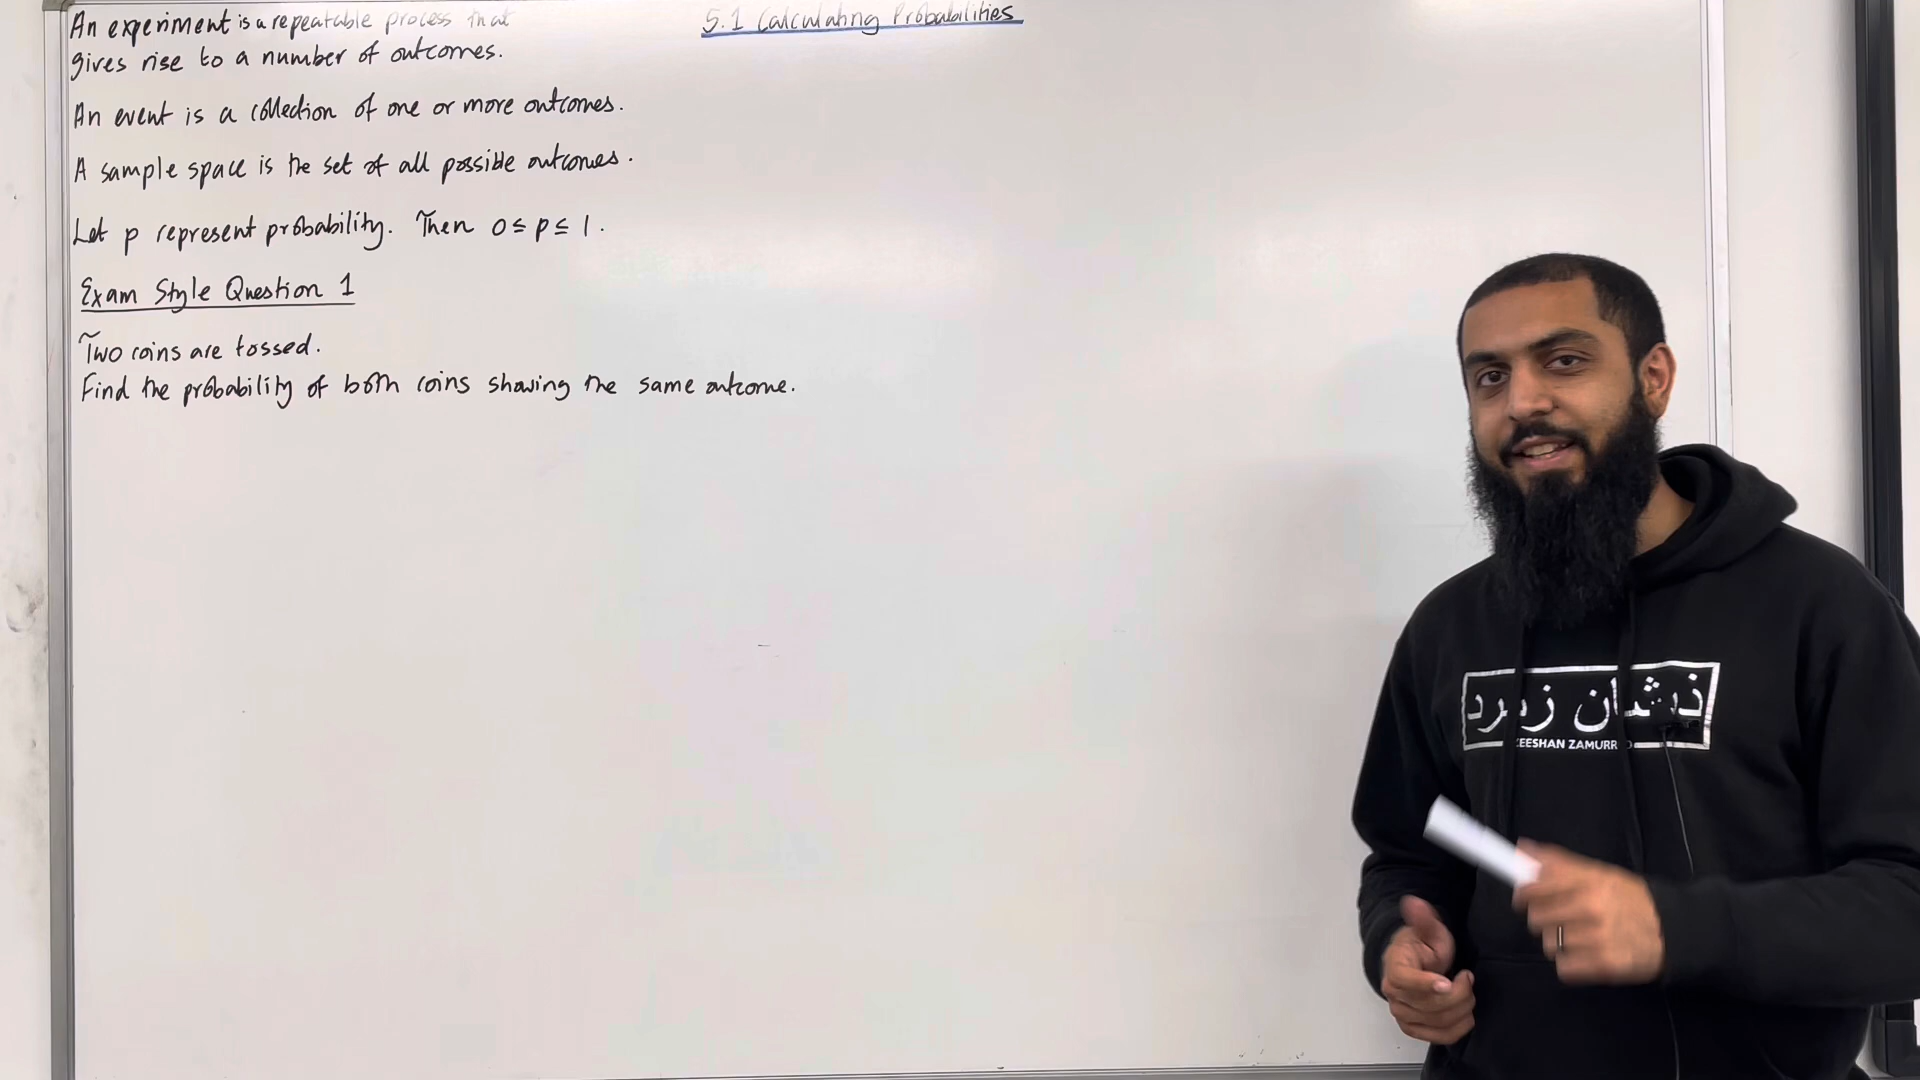 5.1 Calculating Probabilities
An experiment is a repeatable process that
gives rise to a number of outcomes.
An event is a collection of one or more outcomes.
A sample space is the set of all possible outcomes.
Let p represent probability. Then 0 ≤ p ≤ 1.
Exam Style Question 1
Two coins are tossed.
Find the probability of both coins showing the same outcome.
ذیشان زمرد
ZEESHAN ZAMURR